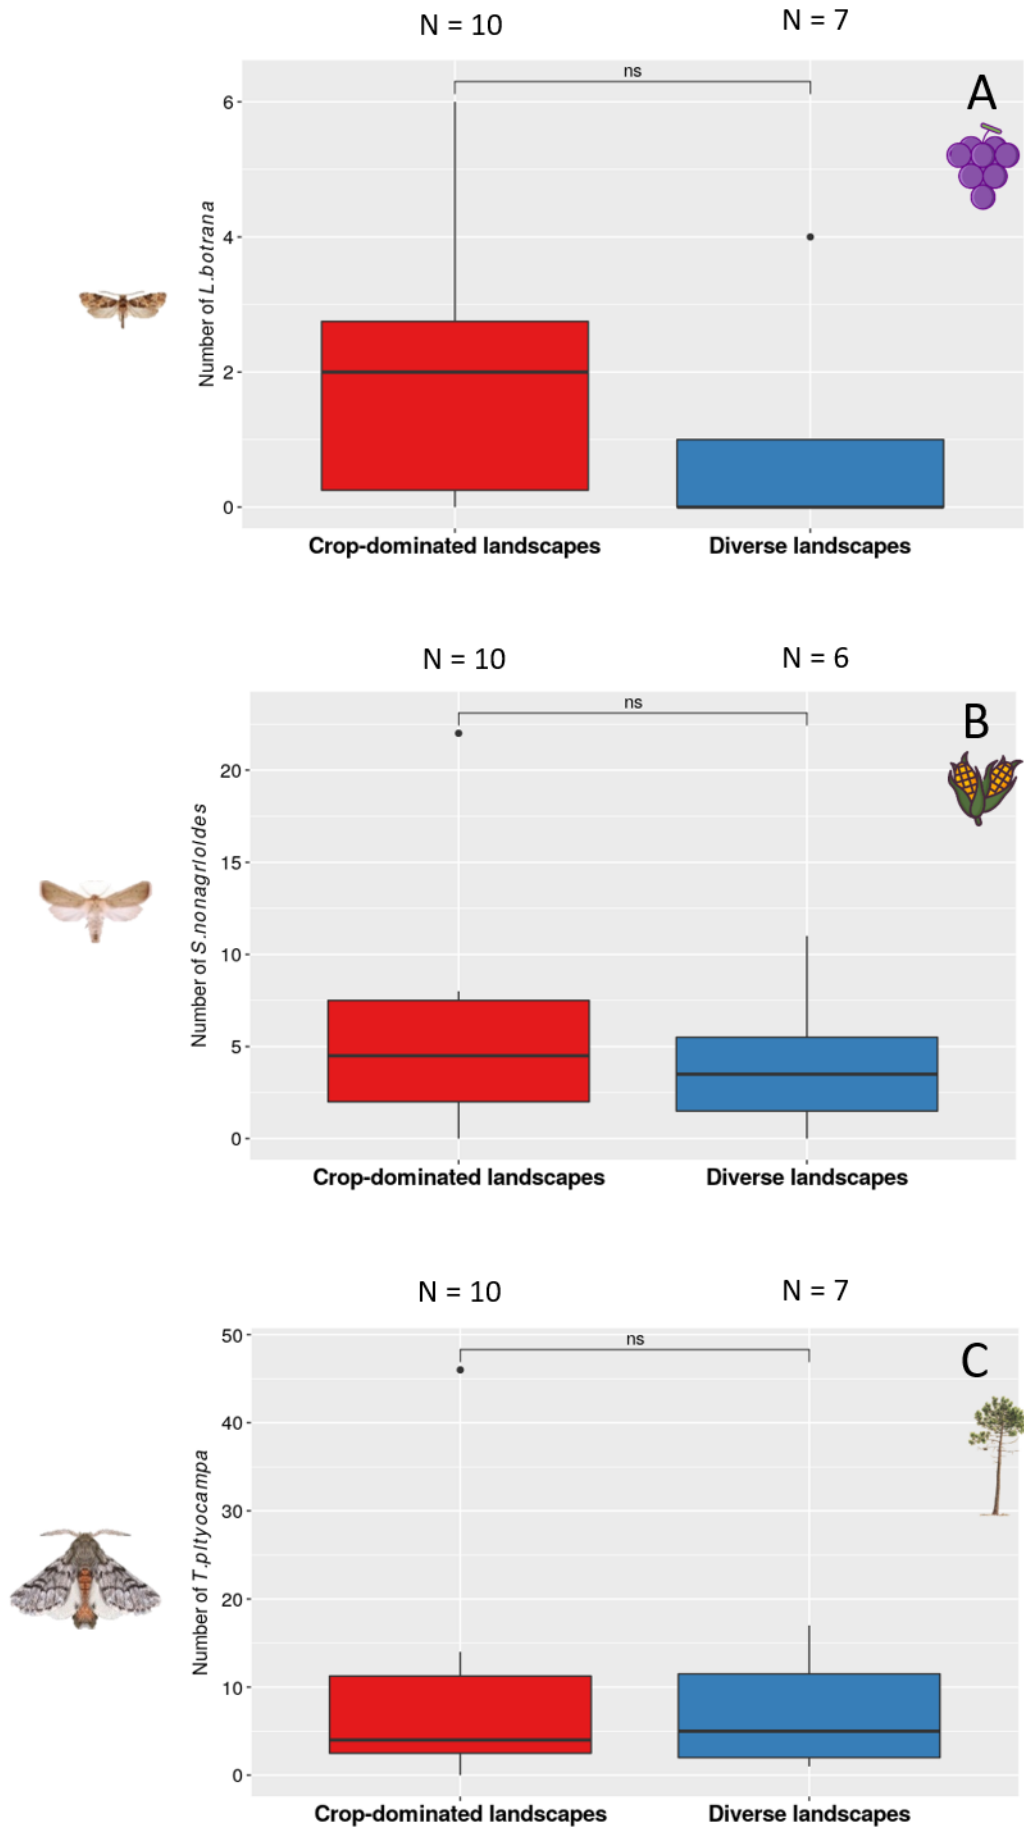 N = 10
N = 7
ns
A
6
4
2
0
Number of L.botrana
Crop-dominated landscapes
Diverse landscapes
N = 10
N = 6
ns
B
20
15
10
5
0
Number of S.nonagrioides
Crop-dominated landscapes
Diverse landscapes
N = 10
N = 7
ns
C
50
40
30
20
10
0
Number of T.pityocampa
Crop-dominated landscapes
Diverse landscapes